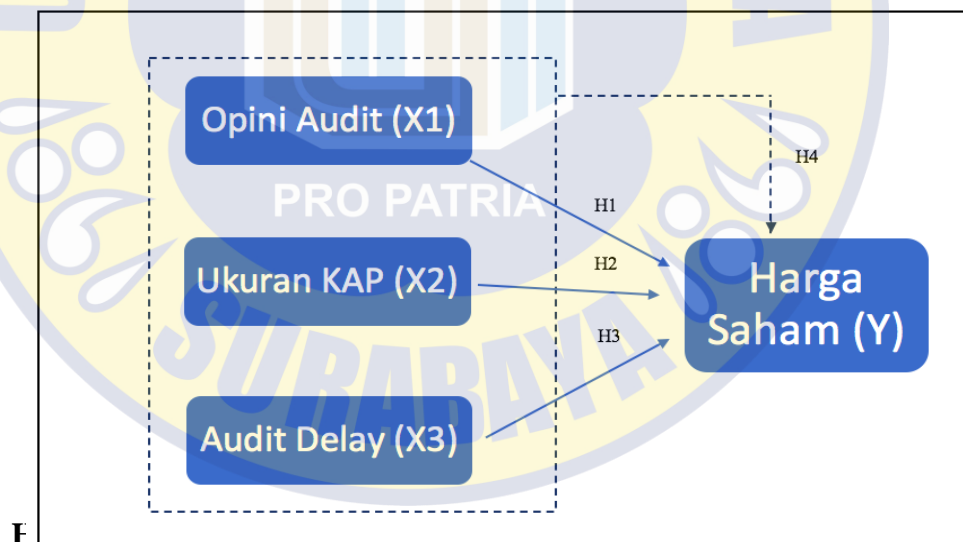 Opini Audit (X1)
H4
PRO PATRIA
H1
Ukuran KAP (X2)
H2
Harga
Saham (Y)
H3
SURABAYA
Audit Delay (X3)